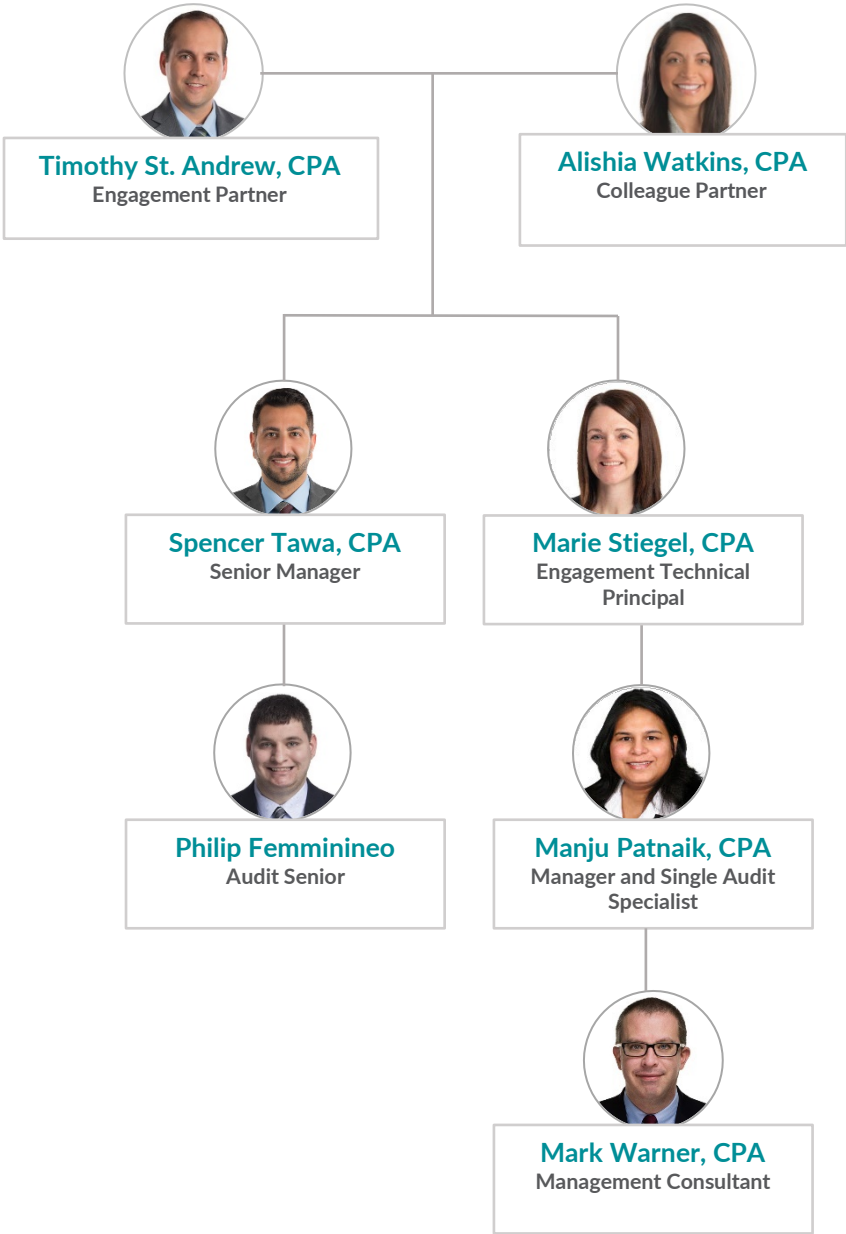 Timothy St. Andrew, CPA
Engagement Partner
Alishia Watkins, CPA
Colleague Partner
Spencer Tawa, CPA
Senior Manager
Marie Stiegel, CPA
Engagement Technical
Principal
Philip Femminineo
Audit Senior
Manju Patnaik, CPA
Manager and Single Audit
Specialist
Mark Warner, CPA
Management Consultant